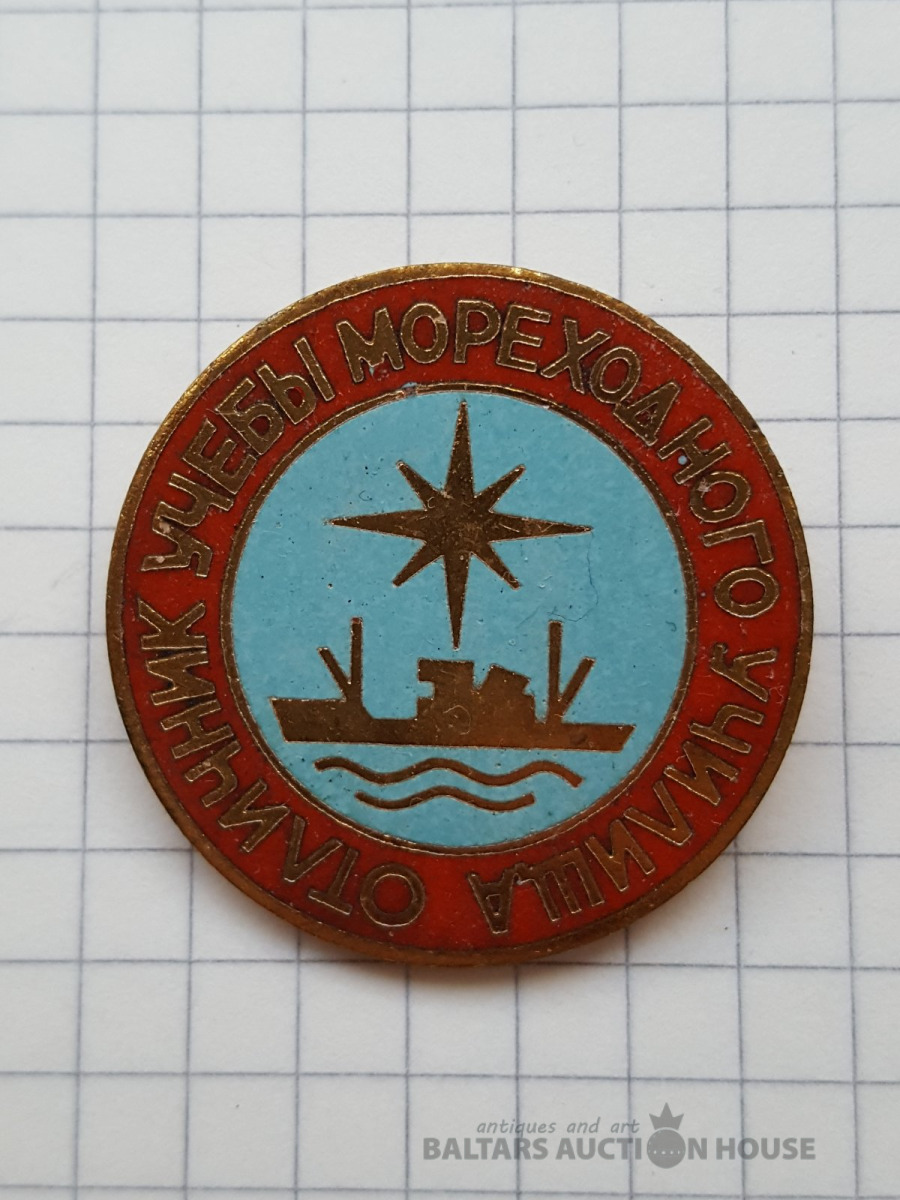 ОТЛИЧНИК УЧЕБЫ МОРЕХОДНОГО УЧИЛИЩА
antiques and art
BALTARS AUCTION HOUSE